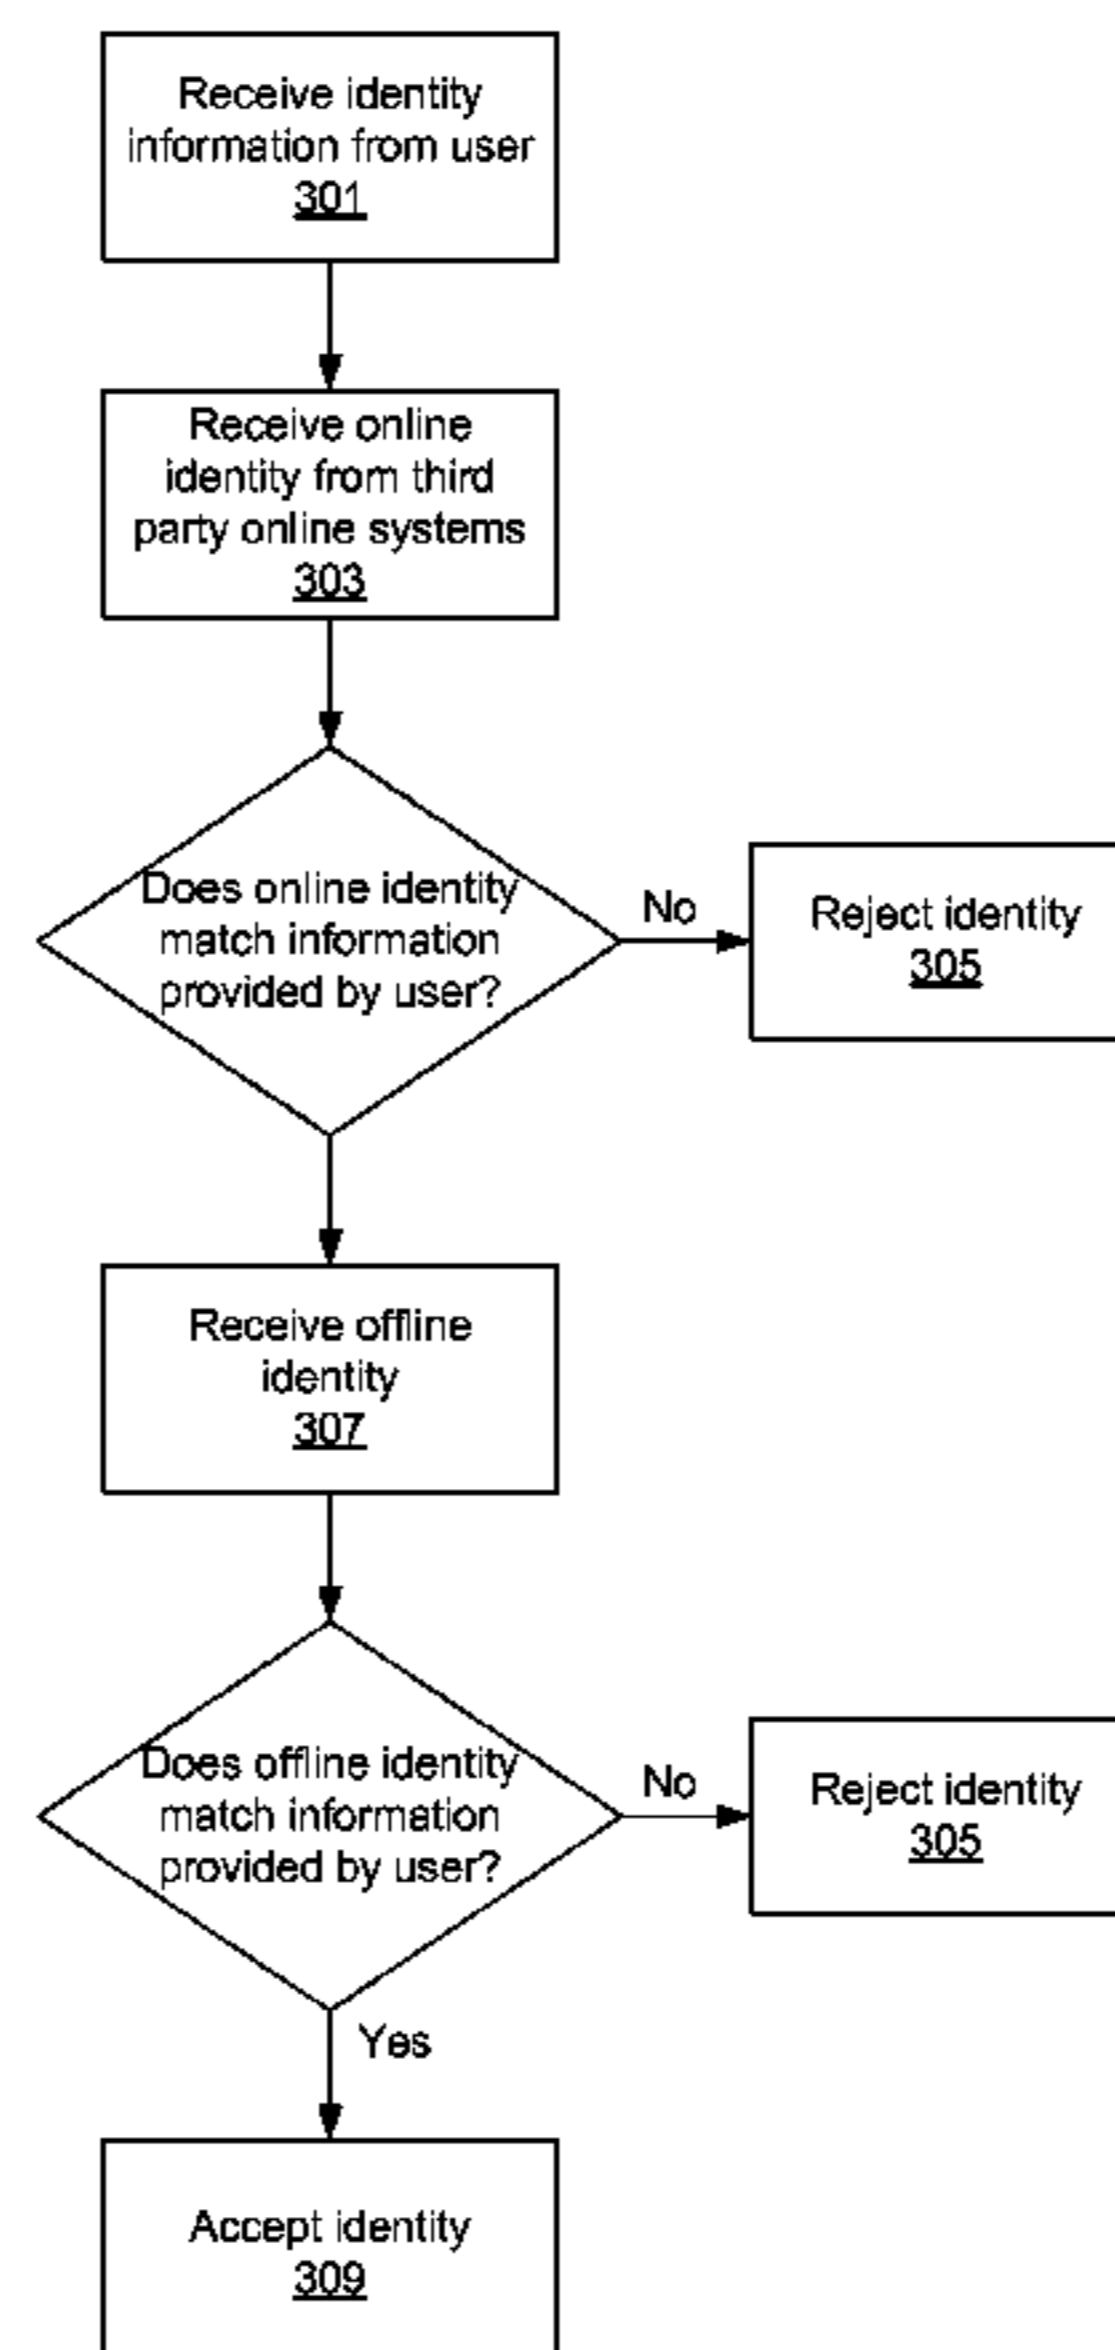 Receive identity
information from user
301
Receive online
identity from third
party online systems
303
Does online identity
match information
provided by user?
No
Reject identity
305
Receive offline
identity
307
Does offline identity
match information
provided by user?
No
Reject identity
305
Yes
Accept identity
309